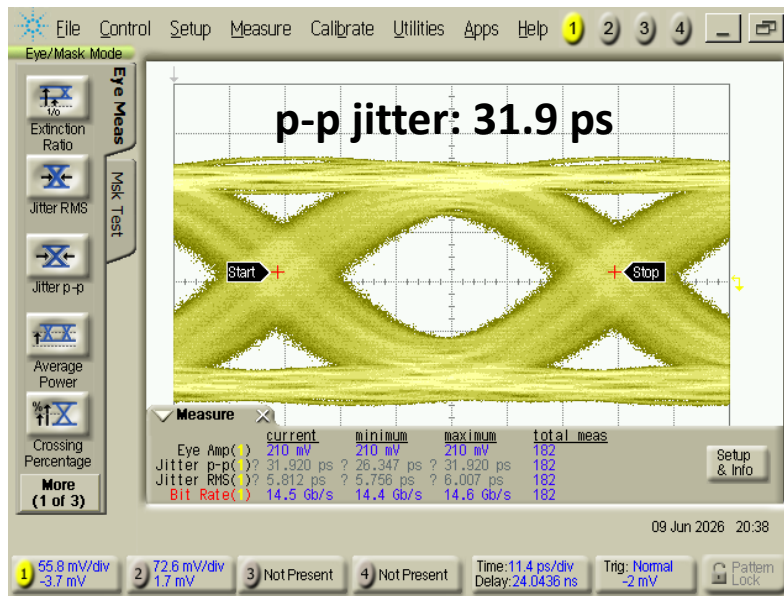 File Control Setup Measure Calibrate Utilities Apps Help 1 2 3 4
Eye/Mask Mode
Eye Meas
Msk Test
1/0
Extinction
Ratio
Jitter RMS
Jitter p-p
Average
Power
%
Crossing
Percentage
More
(1 of 3)
p-p jitter: 31.9 ps
Start
Stop
Measure
current minimum maximum total meas
Eye Amp(1) 210 mV 210 mV 210 mV 182
Jitter p-p(1)? 31.920 ps ? 26.347 ps ? 31.920 ps 182
Jitter RMS(1)? 5.812 ps ? 5.756 ps ? 6.007 ps 182
Bit Rate(1) 14.5 Gb/s 14.4 Gb/s 14.6 Gb/s 182
Setup
& Info
09 Jun 2026 20:38
1 55.8 mV/div
-3.7 mV
2 72.6 mV/div
1.7 mV
3 Not Present
4 Not Present
Time:11.4 ps/div
Delay:24.0436 ns
Trig: Normal
-2 mV
Pattern
Lock